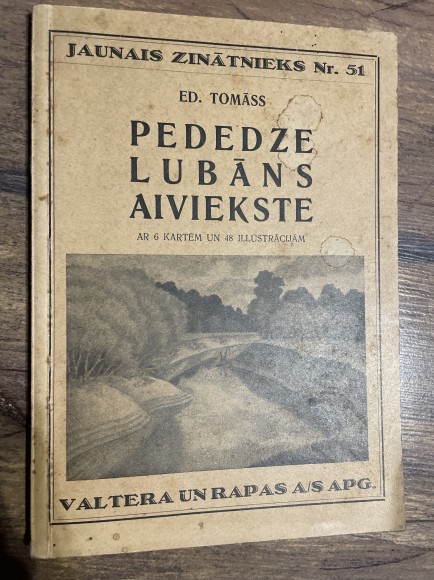 JAUNAIS ZINĀTNIEKS Nr. 51
ED. TOMĀSS
PEDEDZE
LUBĀNS
AIVIEKSTE
AR 6 KARTĒM UN 48 ILLUSTRĀCIJĀM
VALTERA UN RAPAS A/S APG.